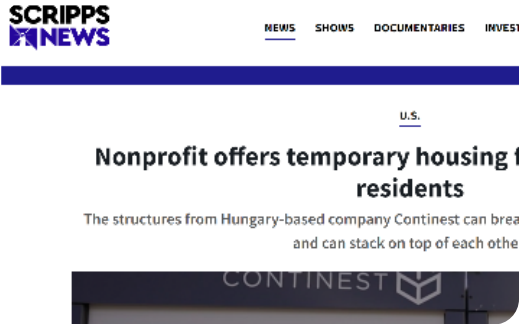 SCRIPPS
NEWS
NEWS SHOWS DOCUMENTARIES
U.S.
Nonprofit offers temporary housing
residents
The structures from Hungary-based company Continest can
and can stack on top of each
CONTINEST